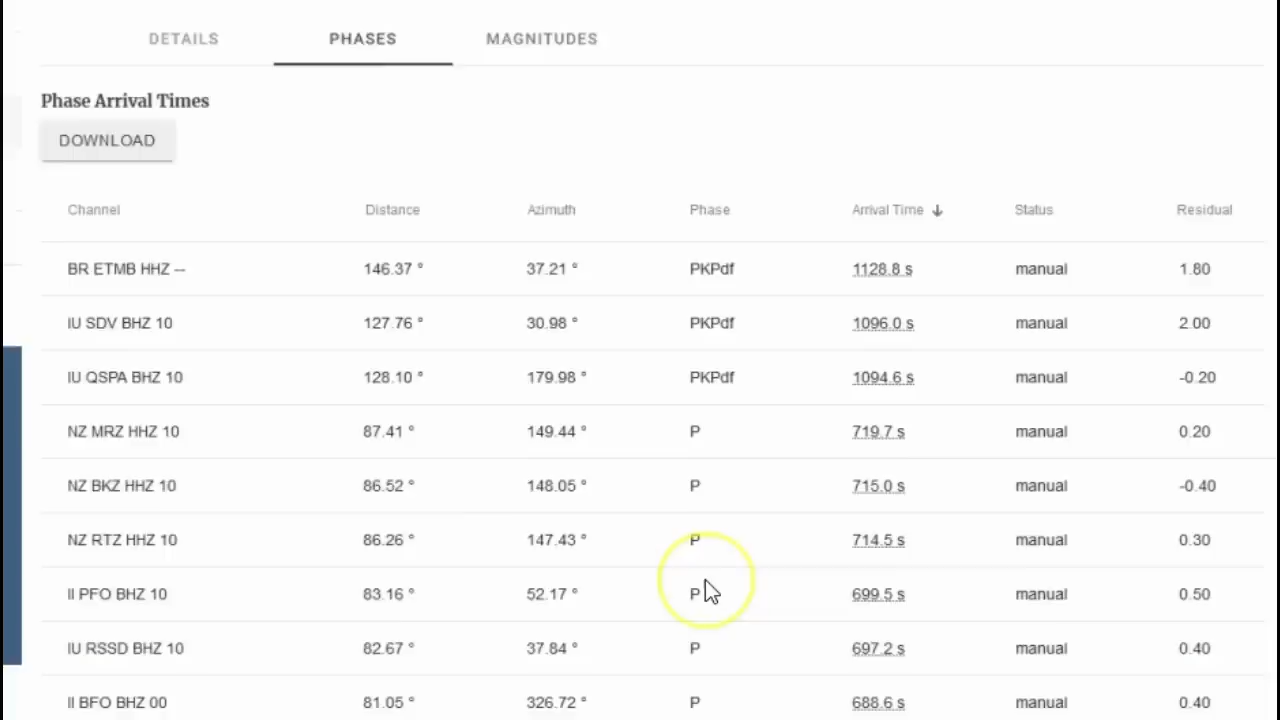 DETAILS PHASES MAGNITUDES
Phase Arrival Times
DOWNLOAD
Channel Distance Azimuth Phase Arrival Time ↓ Status Residual
BR ETMB HHZ -- 146.37 ° 37.21 ° PKPdf 1128.8 s manual 1.80
IU SDV BHZ 10 127.76 ° 30.98 ° PKPdf 1096.0 s manual 2.00
IU QSPA BHZ 10 128.10 ° 179.98 ° PKPdf 1094.6 s manual -0.20
NZ MRZ HHZ 10 87.41 ° 149.44 ° P 719.7 s manual 0.20
NZ BKZ HHZ 10 86.52 ° 148.05 ° P 715.0 s manual -0.40
NZ RTZ HHZ 10 86.26 ° 147.43 ° P 714.5 s manual 0.30
II PFO BHZ 10 83.16 ° 52.17 ° P 699.5 s manual 0.50
IU RSSD BHZ 10 82.67 ° 37.84 ° P 697.2 s manual 0.40
II BFO BHZ 00 81.05 ° 326.72 ° P 688.6 s manual 0.40